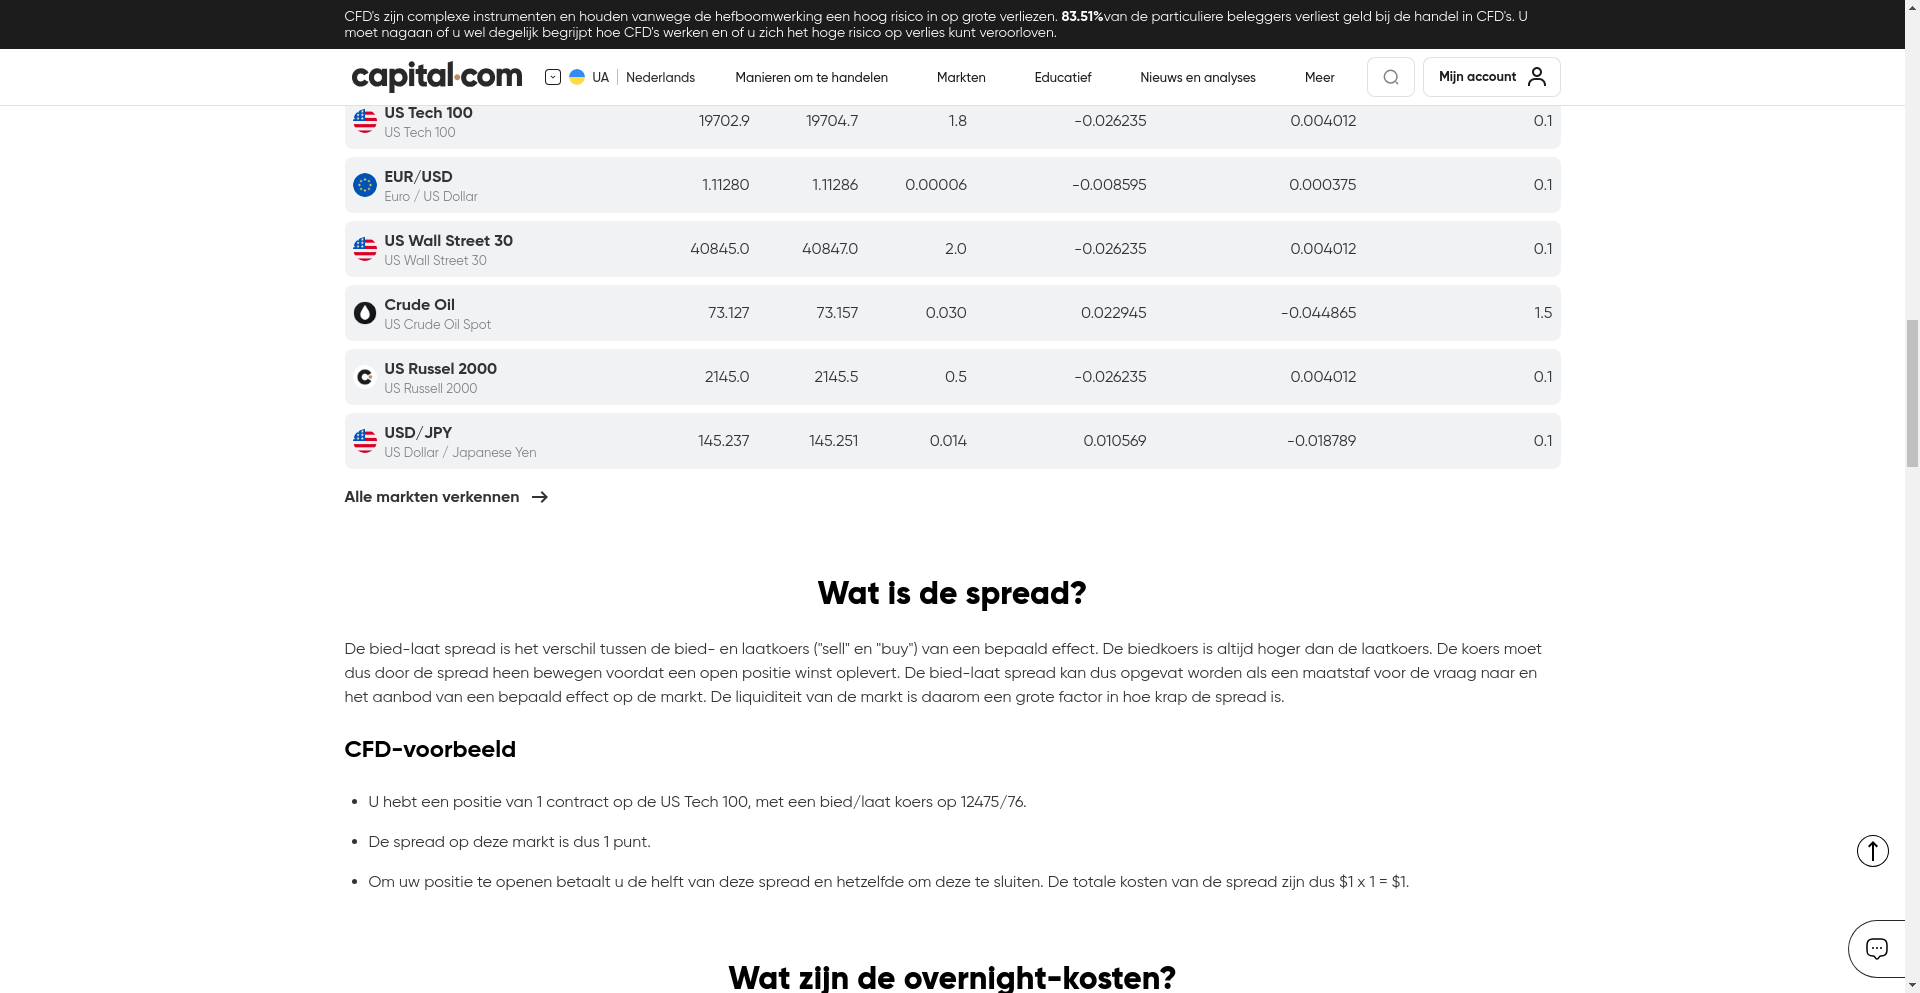 CFD's zijn complexe instrumenten en houden vanwege de hefboomwerking een hoog risico in op grote verliezen. 83.51%van de particuliere beleggers verliest geld bij de handel in CFD's. U
moet nagaan of u wel degelijk begrijpt hoe CFD's werken en of u zich het hoge risico op verlies kunt veroorloven.
capital.com UA Nederlands Manieren om te handelen Markten Educatief Nieuws en analyses Meer Mijn account
US Tech 100
US Tech 100
19702.9 19704.7 1.8 -0.026235 0.004012 0.1
EUR/USD
Euro / US Dollar
1.11280 1.11286 0.00006 -0.008595 0.000375 0.1
US Wall Street 30
US Wall Street 30
40845.0 40847.0 2.0 -0.026235 0.004012 0.1
Crude Oil
US Crude Oil Spot
73.127 73.157 0.030 0.022945 -0.044865 1.5
US Russel 2000
US Russell 2000
2145.0 2145.5 0.5 -0.026235 0.004012 0.1
USD/JPY
US Dollar / Japanese Yen
145.237 145.251 0.014 0.010569 -0.018789 0.1
Alle markten verkennen
Wat is de spread?
De bied-laat spread is het verschil tussen de bied- en laatkoers ("sell" en "buy") van een bepaald effect. De biedkoers is altijd hoger dan de laatkoers. De koers moet
dus door de spread heen bewegen voordat een open positie winst oplevert. De bied-laat spread kan dus opgevat worden als een maatstaf voor de vraag naar en
het aanbod van een bepaald effect op de markt. De liquiditeit van de markt is daarom een grote factor in hoe krap de spread is.
CFD-voorbeeld
U hebt een positie van 1 contract op de US Tech 100, met een bied/laat koers op 12475/76.
De spread op deze markt is dus 1 punt.
Om uw positie te openen betaalt u de helft van deze spread en hetzelfde om deze te sluiten. De totale kosten van de spread zijn dus $1 x 1 = $1.
Wat zijn de overnight-kosten?